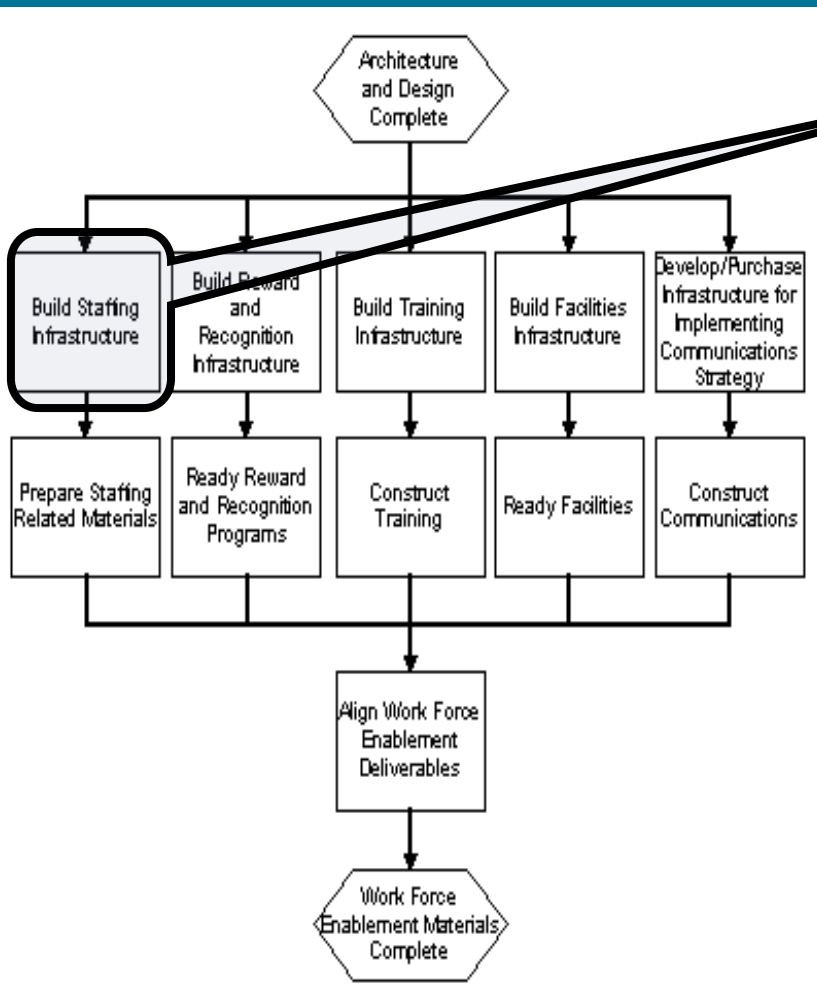 Architecture
and Design
Complete
Build Staffing
Infrastructure
Build Reward
and
Recognition
Infrastructure
Build Training
Infrastructure
Build Facilities
Infrastructure
Develop/Purchase
Infrastructure for
Implementing
Communications
Strategy
Prepare Staffing
Related Materials
Ready Reward
and Recognition
Programs
Construct
Training
Ready Facilities
Construct
Communications
Align Work Force
Enablement
Deliverables
Work Force
Enablement Materials
Complete